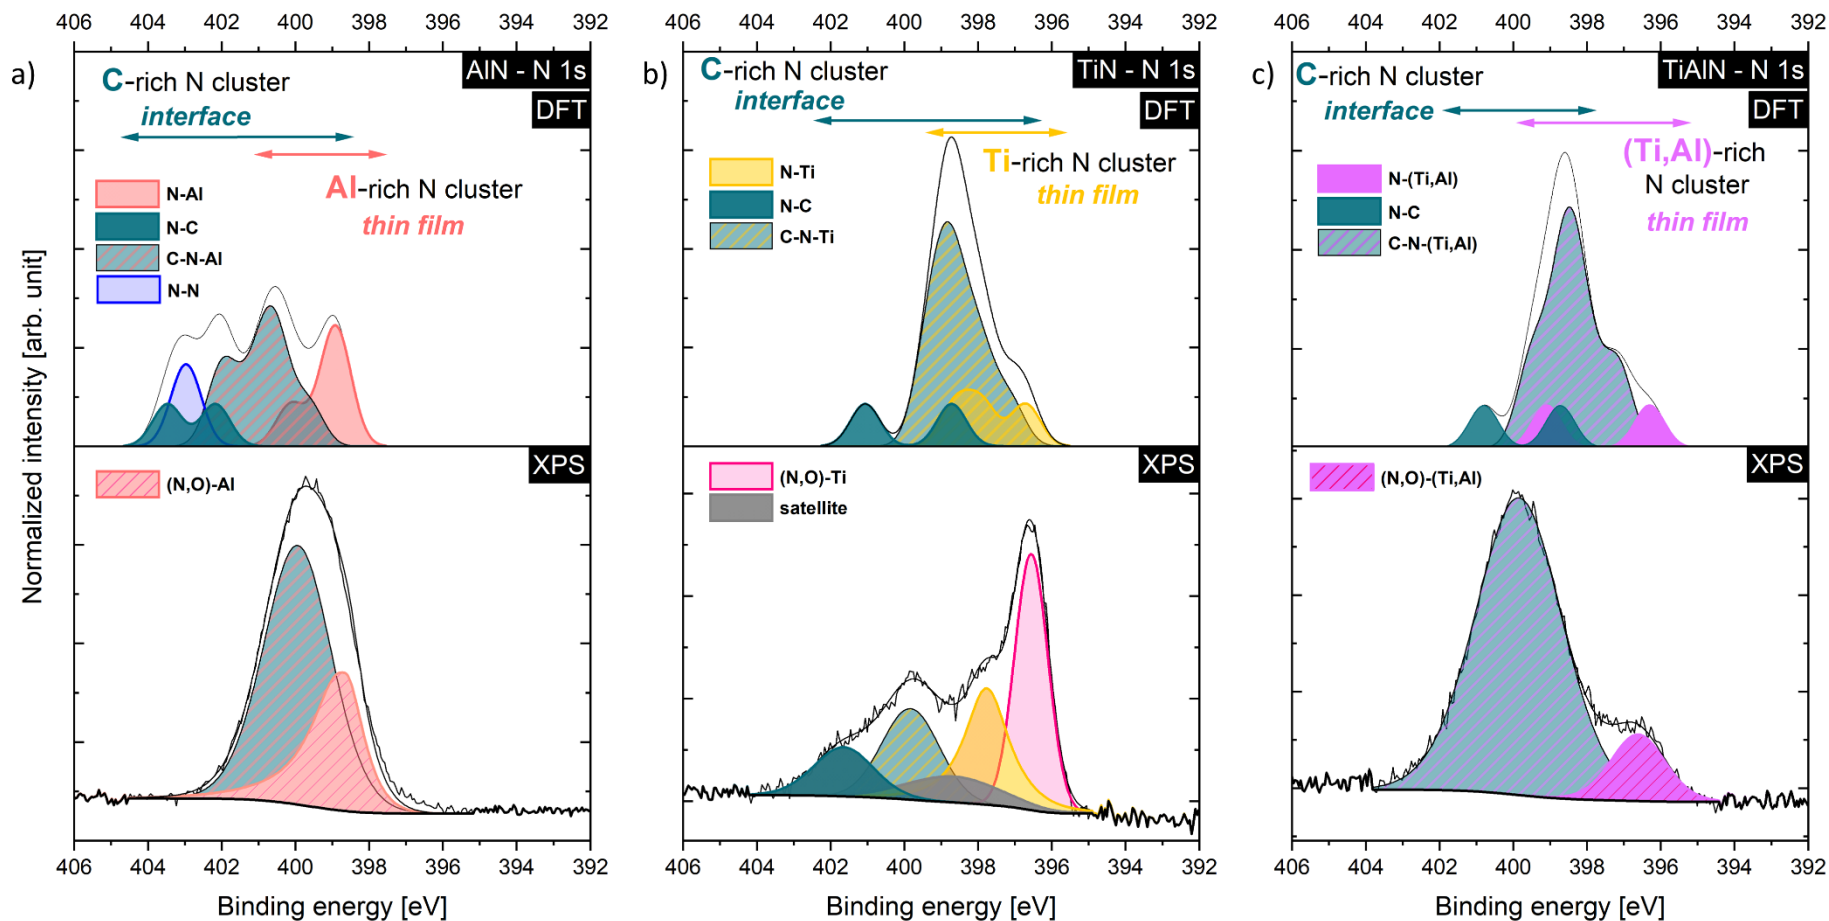 a)
406 404 402 400 398 396 394 392
C-rich N cluster
interface
AlN - N 1s
DFT
Al-rich N cluster
thin film
N-Al
N-C
C-N-Al
N-N
XPS
(N,O)-Al
406 404 402 400 398 396 394 392
Binding energy [eV]
Normalized intensity [arb. unit]
b)
406 404 402 400 398 396 394 392
C-rich N cluster
interface
TiN - N 1s
DFT
Ti-rich N cluster
thin film
N-Ti
N-C
C-N-Ti
XPS
(N,O)-Ti
satellite
406 404 402 400 398 396 394 392
Binding energy [eV]
c)
406 404 402 400 398 396 394 392
C-rich N cluster
interface
TiAlN - N 1s
DFT
(Ti,Al)-rich
N cluster
thin film
N-(Ti,Al)
N-C
C-N-(Ti,Al)
XPS
(N,O)-(Ti,Al)
406 404 402 400 398 396 394 392
Binding energy [eV]